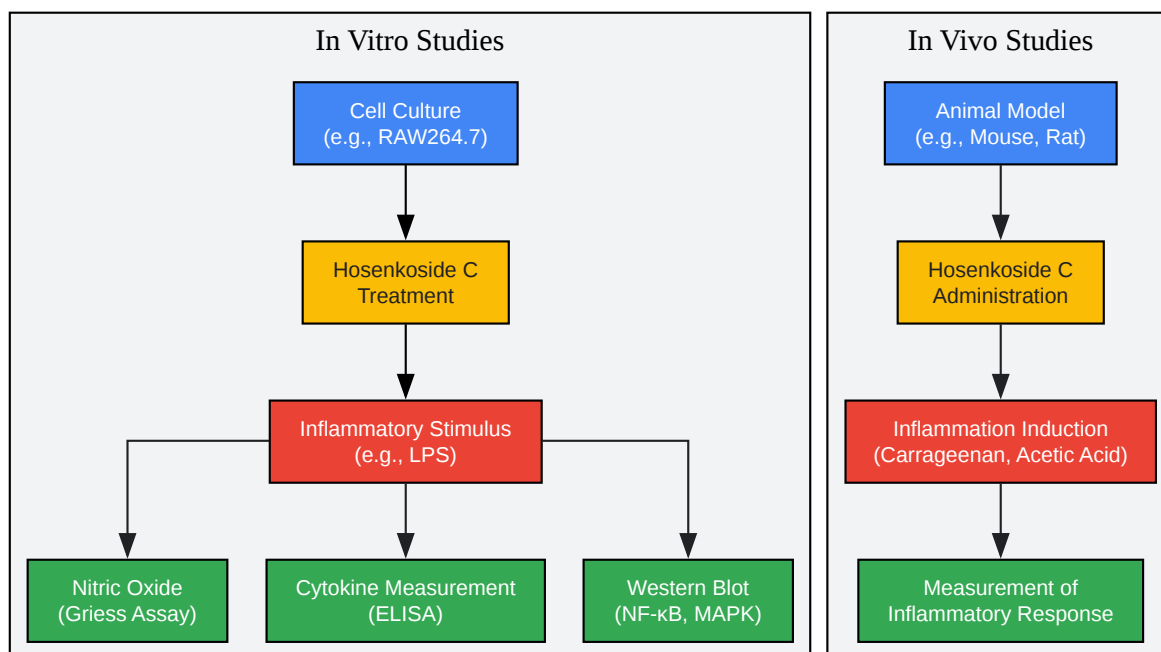 In Vitro Studies
Cell Culture
(e.g., RAW264.7)
Hosenkoside C
Treatment
Inflammatory Stimulus
(e.g., LPS)
Nitric Oxide
(Griess Assay)
Cytokine Measurement
(ELISA)
Western Blot
(NF-κB, MAPK)
In Vivo Studies
Animal Model
(e.g., Mouse, Rat)
Hosenkoside C
Administration
Inflammation Induction
(Carrageenan, Acetic Acid)
Measurement of
Inflammatory Response